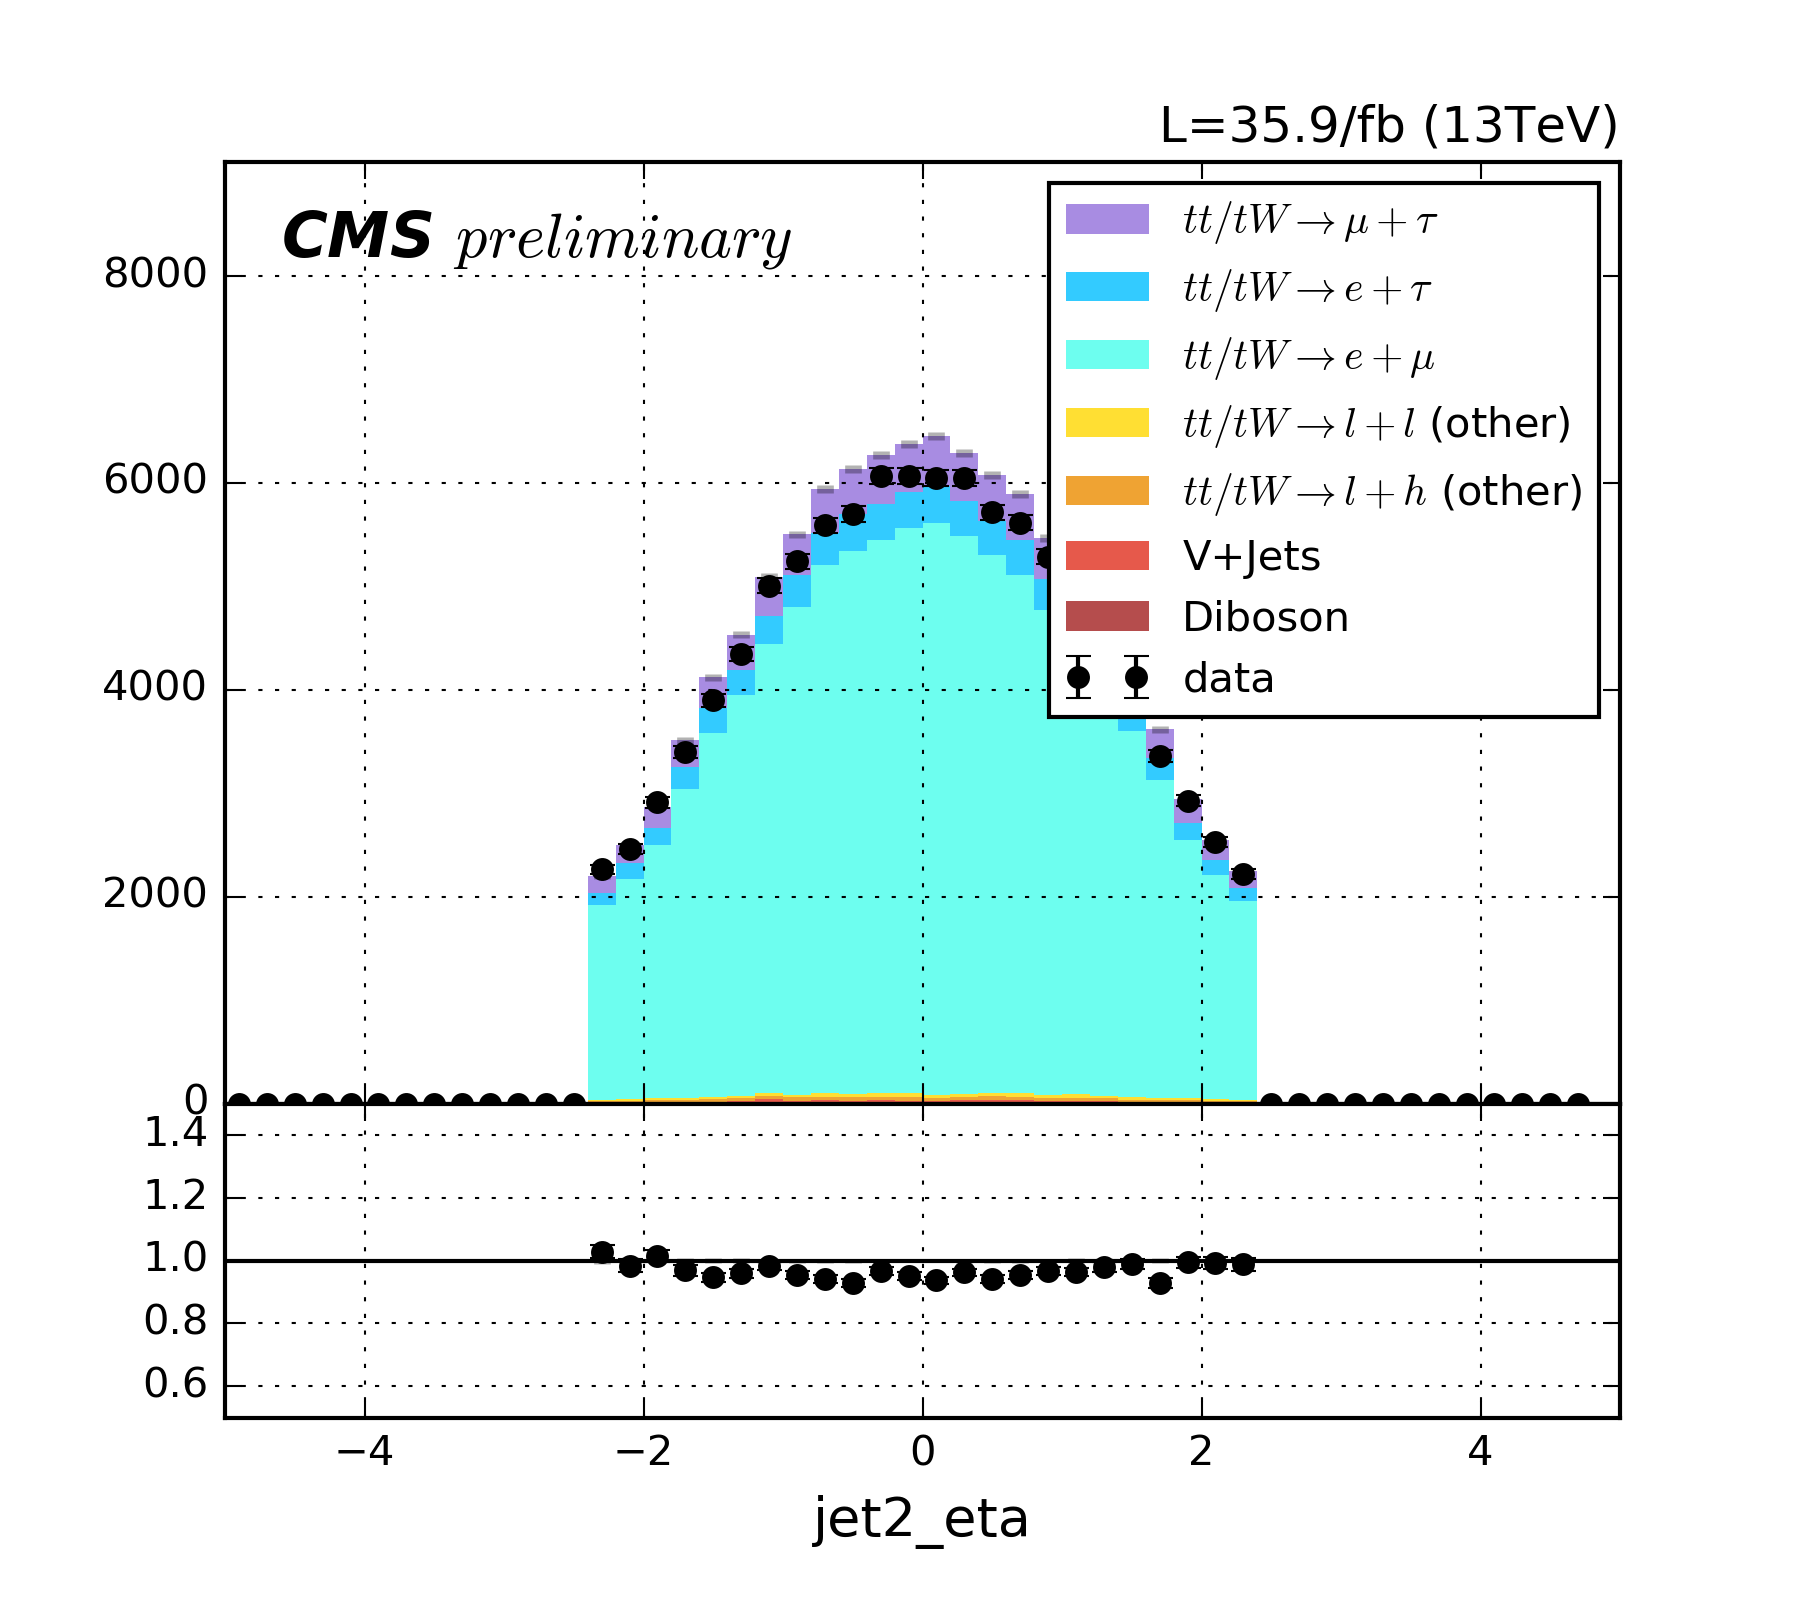 L=35.9/fb (13TeV)
CMS preliminary
tt/tW→μ+τ
tt/tW→e+τ
tt/tW→e+μ
tt/tW→l+l (other)
tt/tW→l+h (other)
V+Jets
Diboson
data
8000
6000
4000
2000
0
1.4
1.2
1.0
0.8
0.6
−4 −2 0 2 4
jet2_eta